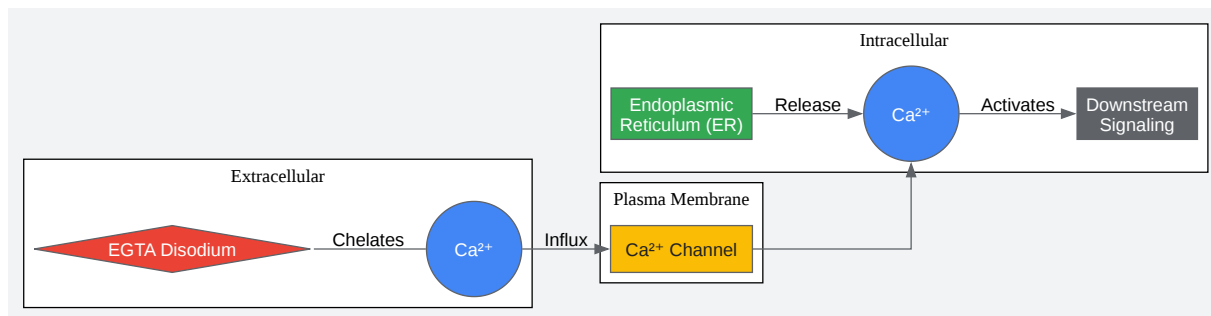 Intracellular
Endoplasmic
Reticulum (ER)
Release
Ca²⁺
Activates
Downstream
Signaling
Extracellular
EGTA Disodium
Chelates
Ca²⁺
Influx
Plasma Membrane
Ca²⁺ Channel